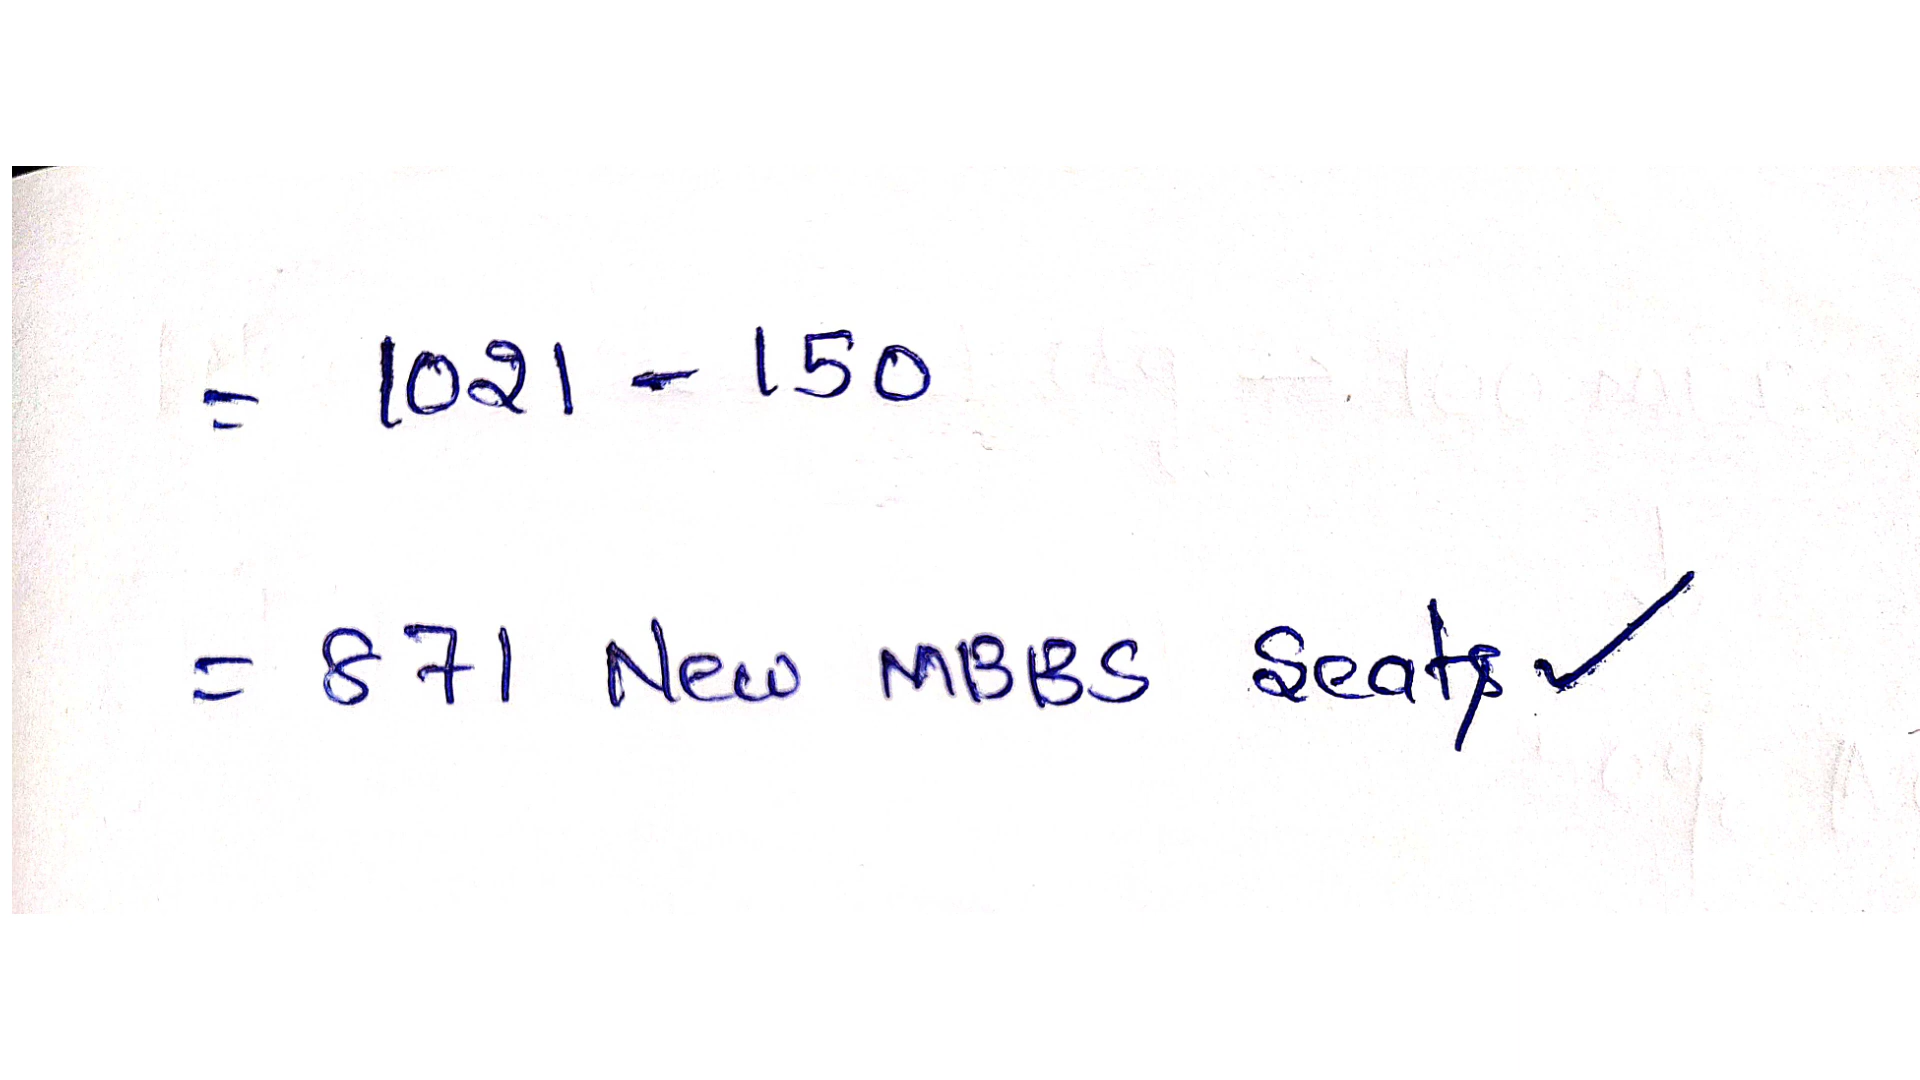 = 1021 - 150
= 871 New MBBS Seats ✓